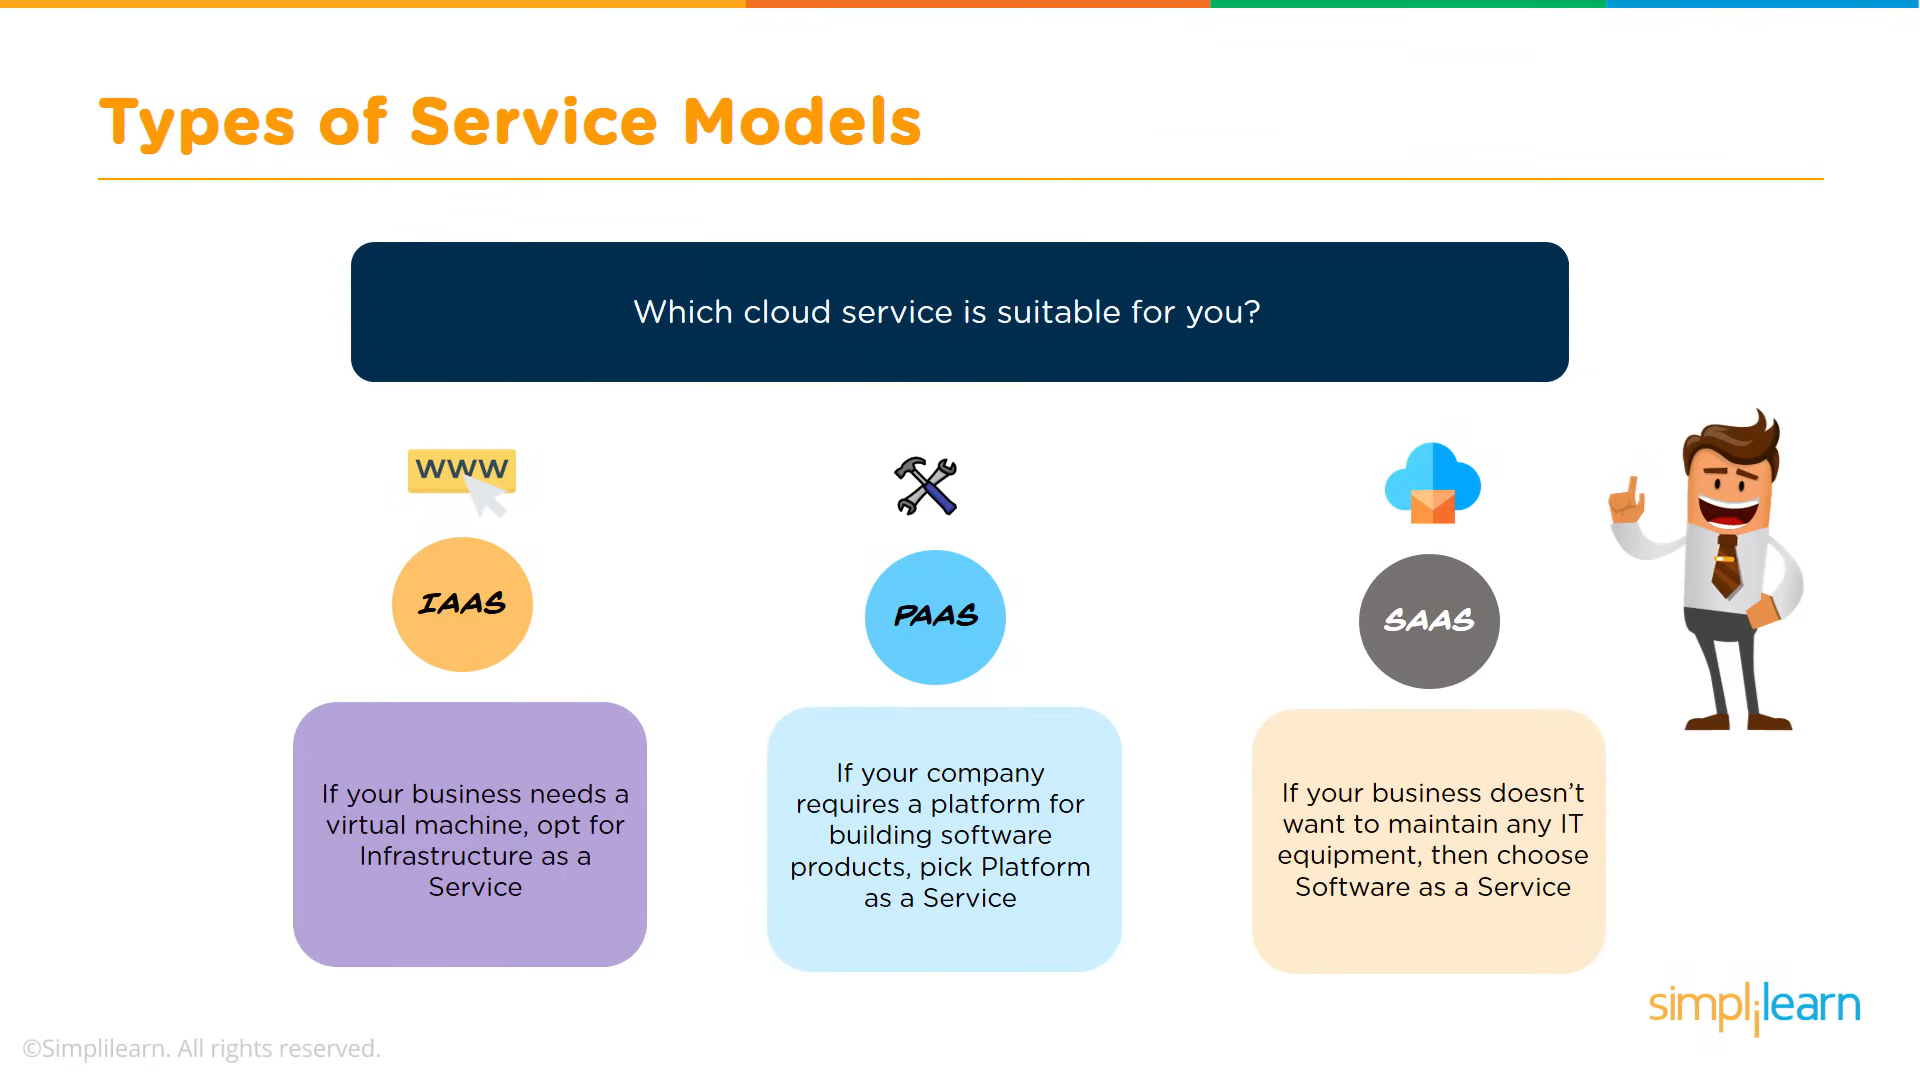 Types of Service Models
Which cloud service is suitable for you?
WWW
IAAS
PAAS
SAAS
If your business needs a
virtual machine, opt for
Infrastructure as a
Service
If your company
requires a platform for
building software
products, pick Platform
as a Service
If your business doesn’t
want to maintain any IT
equipment, then choose
Software as a Service
simplilearn
©Simplilearn. All rights reserved.